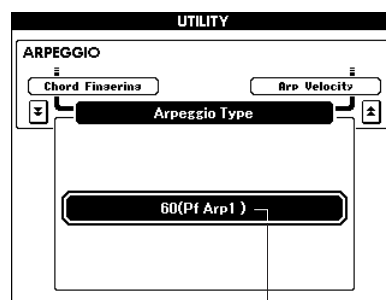 UTILITY
ARPEGGIO
Chord Fingering
Arp Velocity
Arpeggio Type
60(Pf Arp1 )